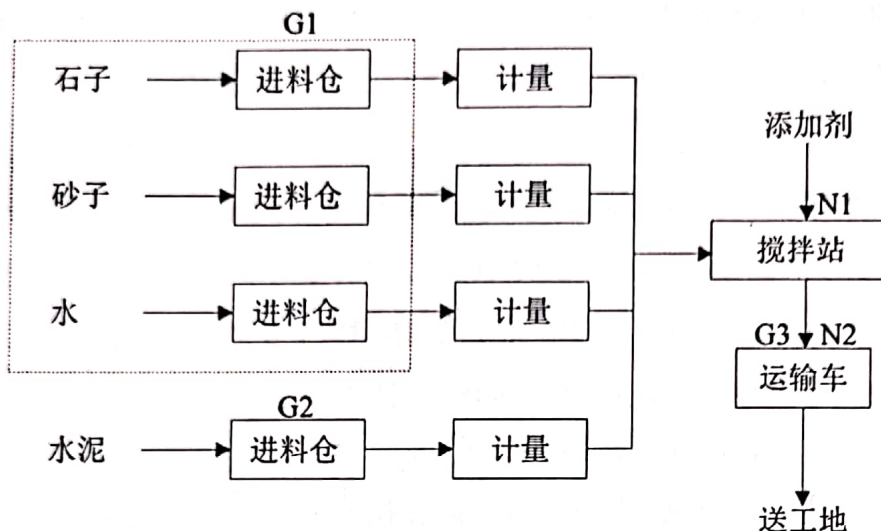 G1
石子
进料仓
计量
添加剂
砂子
进料仓
计量
N1
搅拌站
水
进料仓
计量
G3
N2
运输车
G2
水泥
进料仓
计量
送工地